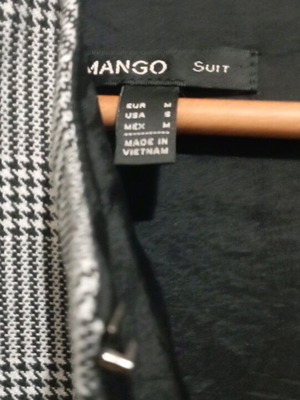 MANGO SUIT
EUR M
USA S
MEX M
MADE IN
VIETNAM